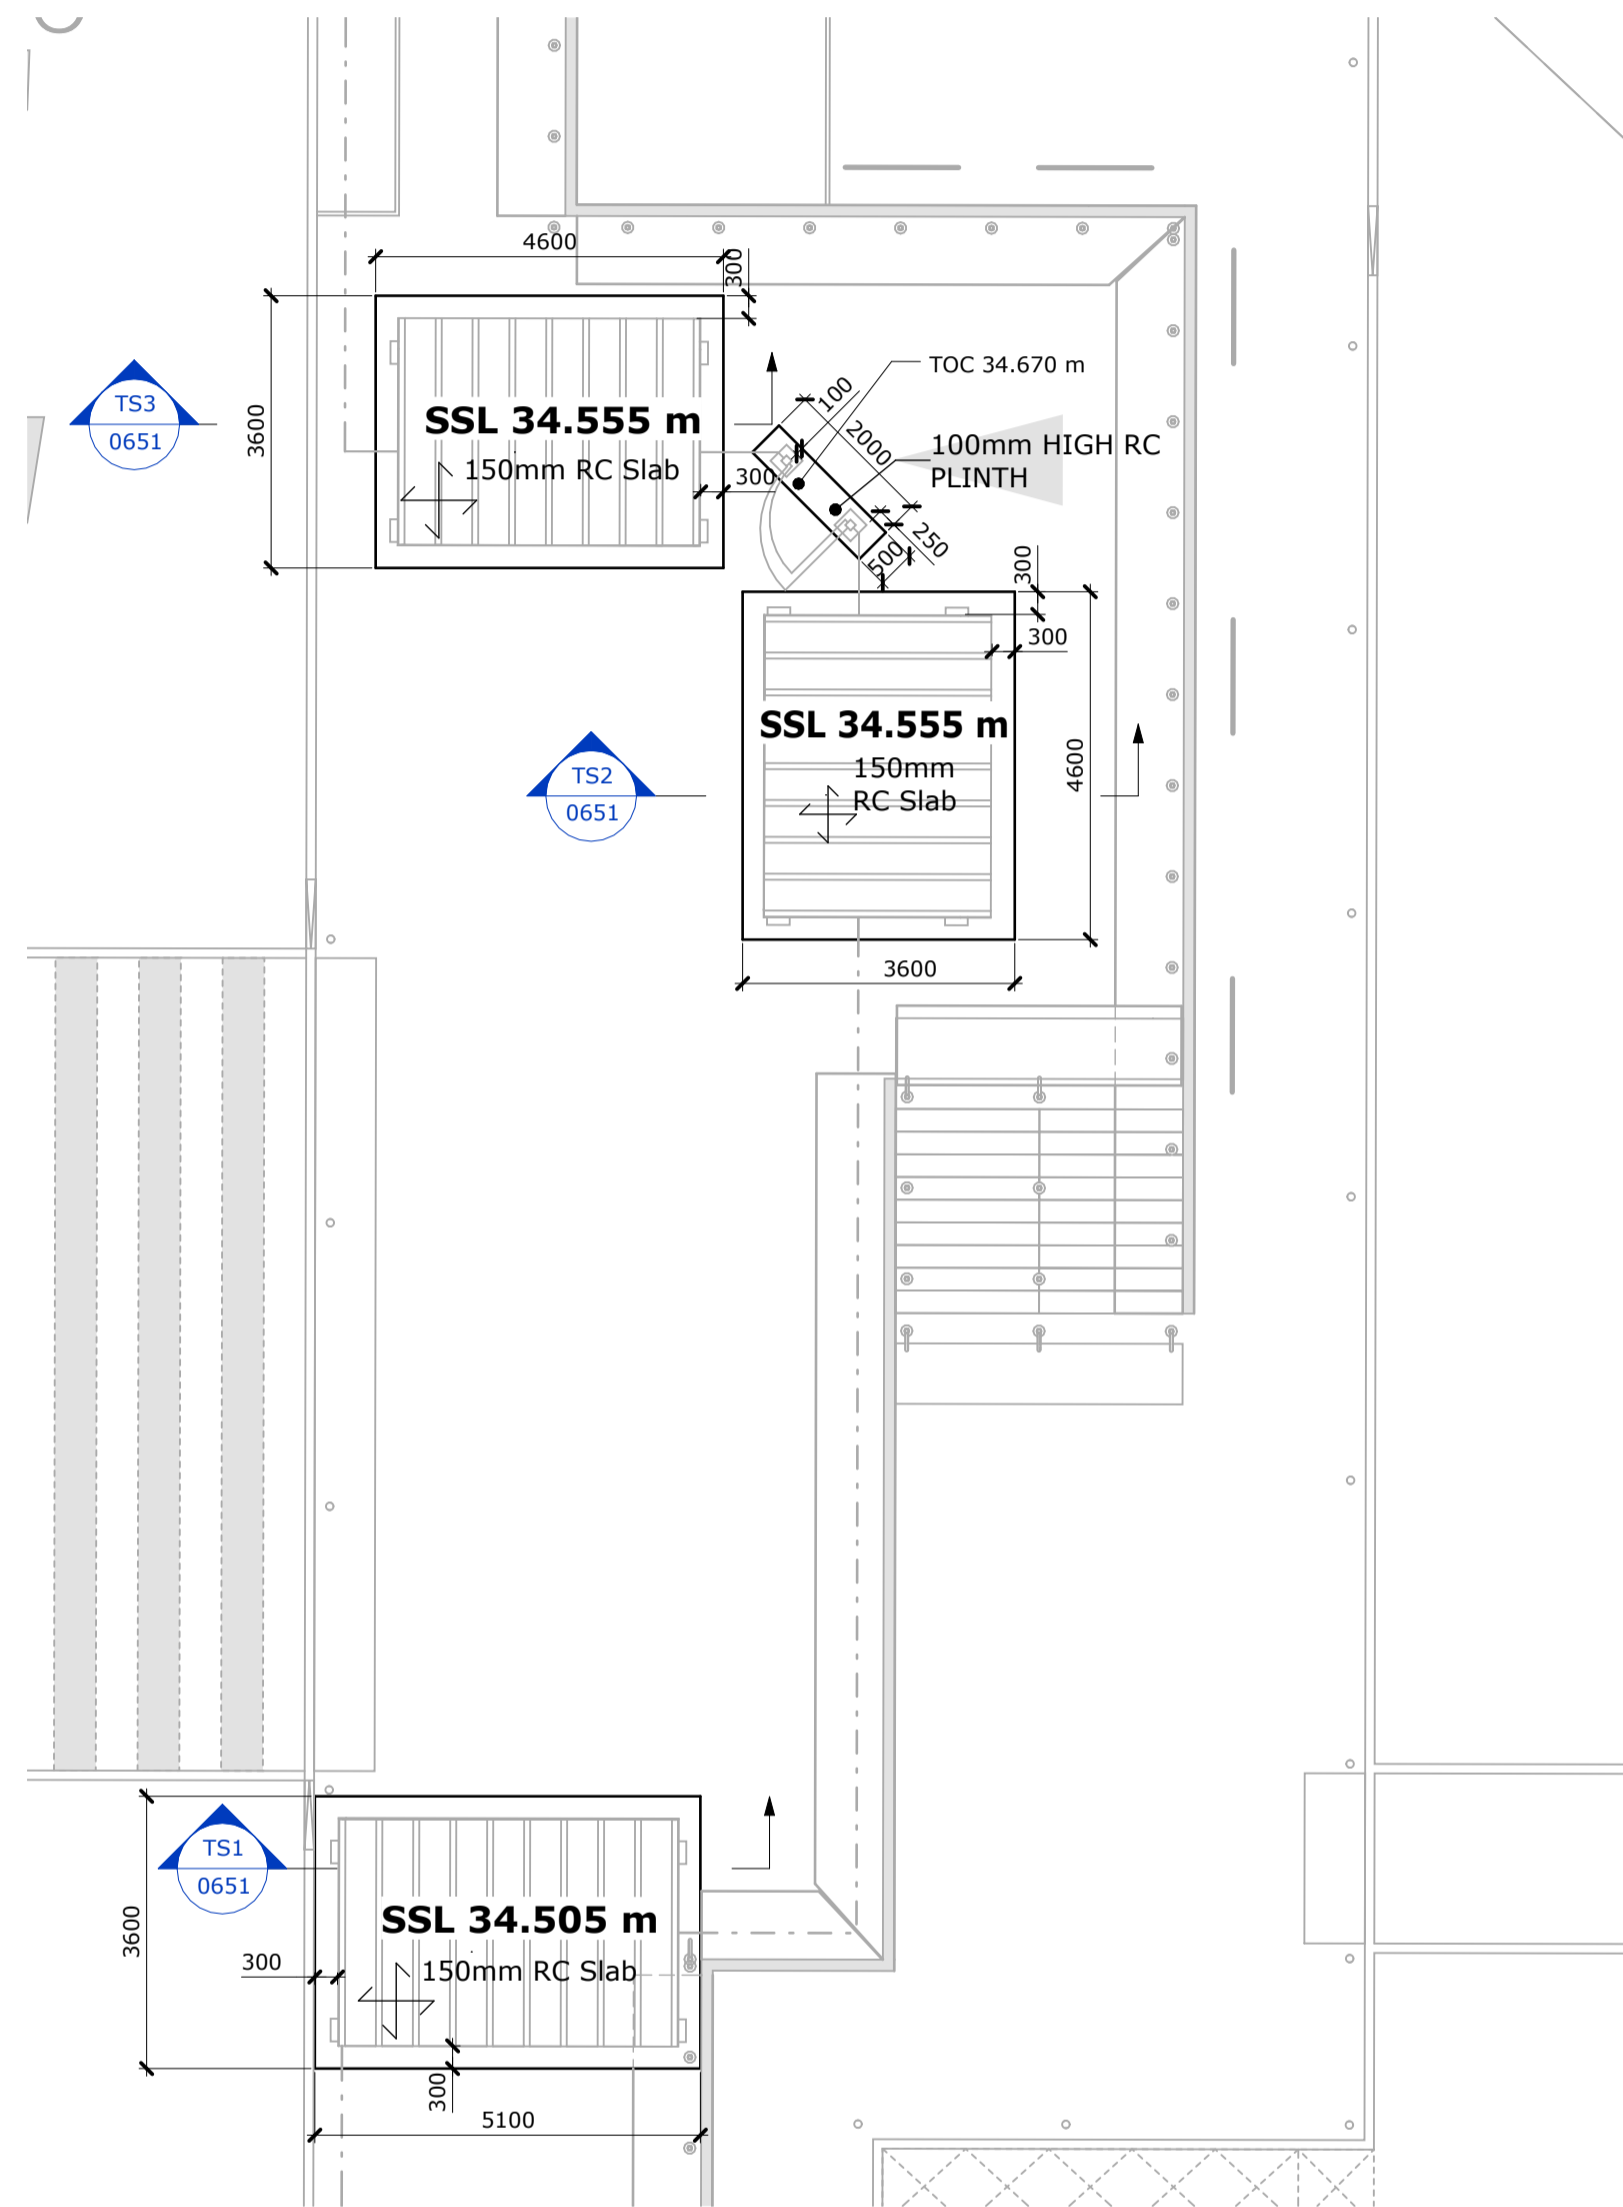 4600
300
TOC 34.670 m
100
TS3
0651
3600
SSL 34.555 m
2000
100mm HIGH RC
PLINTH
150mm RC Slab
300
250
500
300
300
SSL 34.555 m
TS2
0651
150mm
RC Slab
4600
3600
TS1
0651
SSL 34.505 m
3600
300
150mm RC Slab
300
5100